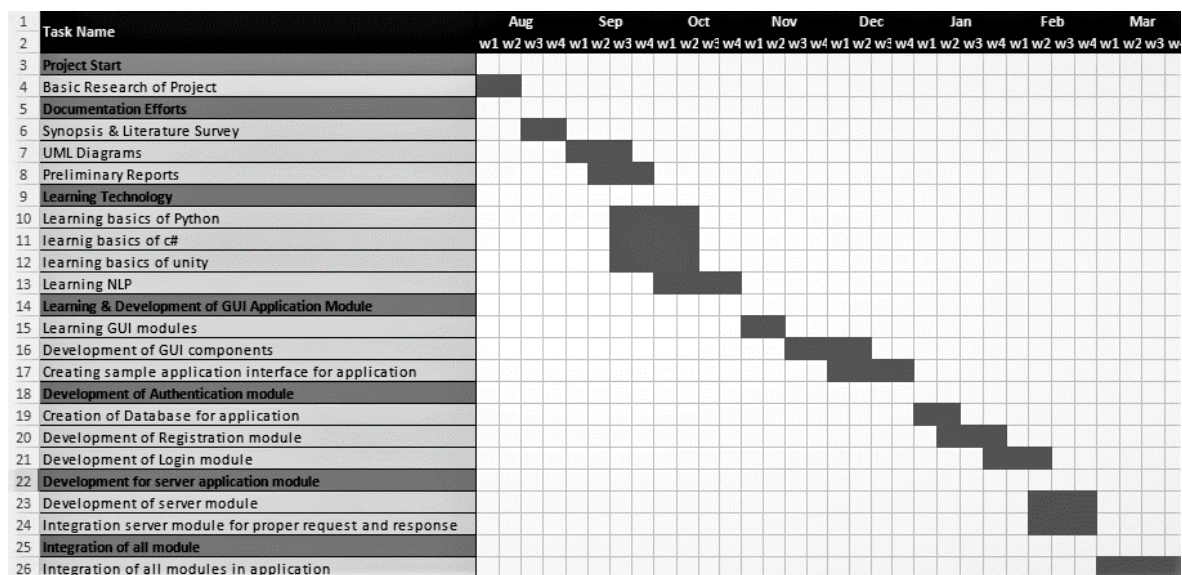 1 Task Name Aug Sep Oct Nov Dec Jan Feb Mar
2 w1 w2 w3 w4 w1 w2 w3 w4 w1 w2 w3 w4 w1 w2 w3 w4 w1 w2 w3 w4 w1 w2 w3 w4 w1 w2 w3 w4 w1 w2 w3 w4
3 Project Start
4 Basic Research of Project
5 Documentation Efforts
6 Synopsis & Literature Survey
7 UML Diagrams
8 Preliminary Reports
9 Learning Technology
10 Learning basics of Python
11 learnig basics of c#
12 learning basics of unity
13 Learning NLP
14 Learning & Development of GUI Application Module
15 Learning GUI modules
16 Development of GUI components
17 Creating sample application interface for application
18 Development of Authentication module
19 Creation of Database for application
20 Development of Registration module
21 Development of Login module
22 Development for server application module
23 Development of server module
24 Integration server module for proper request and response
25 Integration of all module
26 Integration of all modules in application